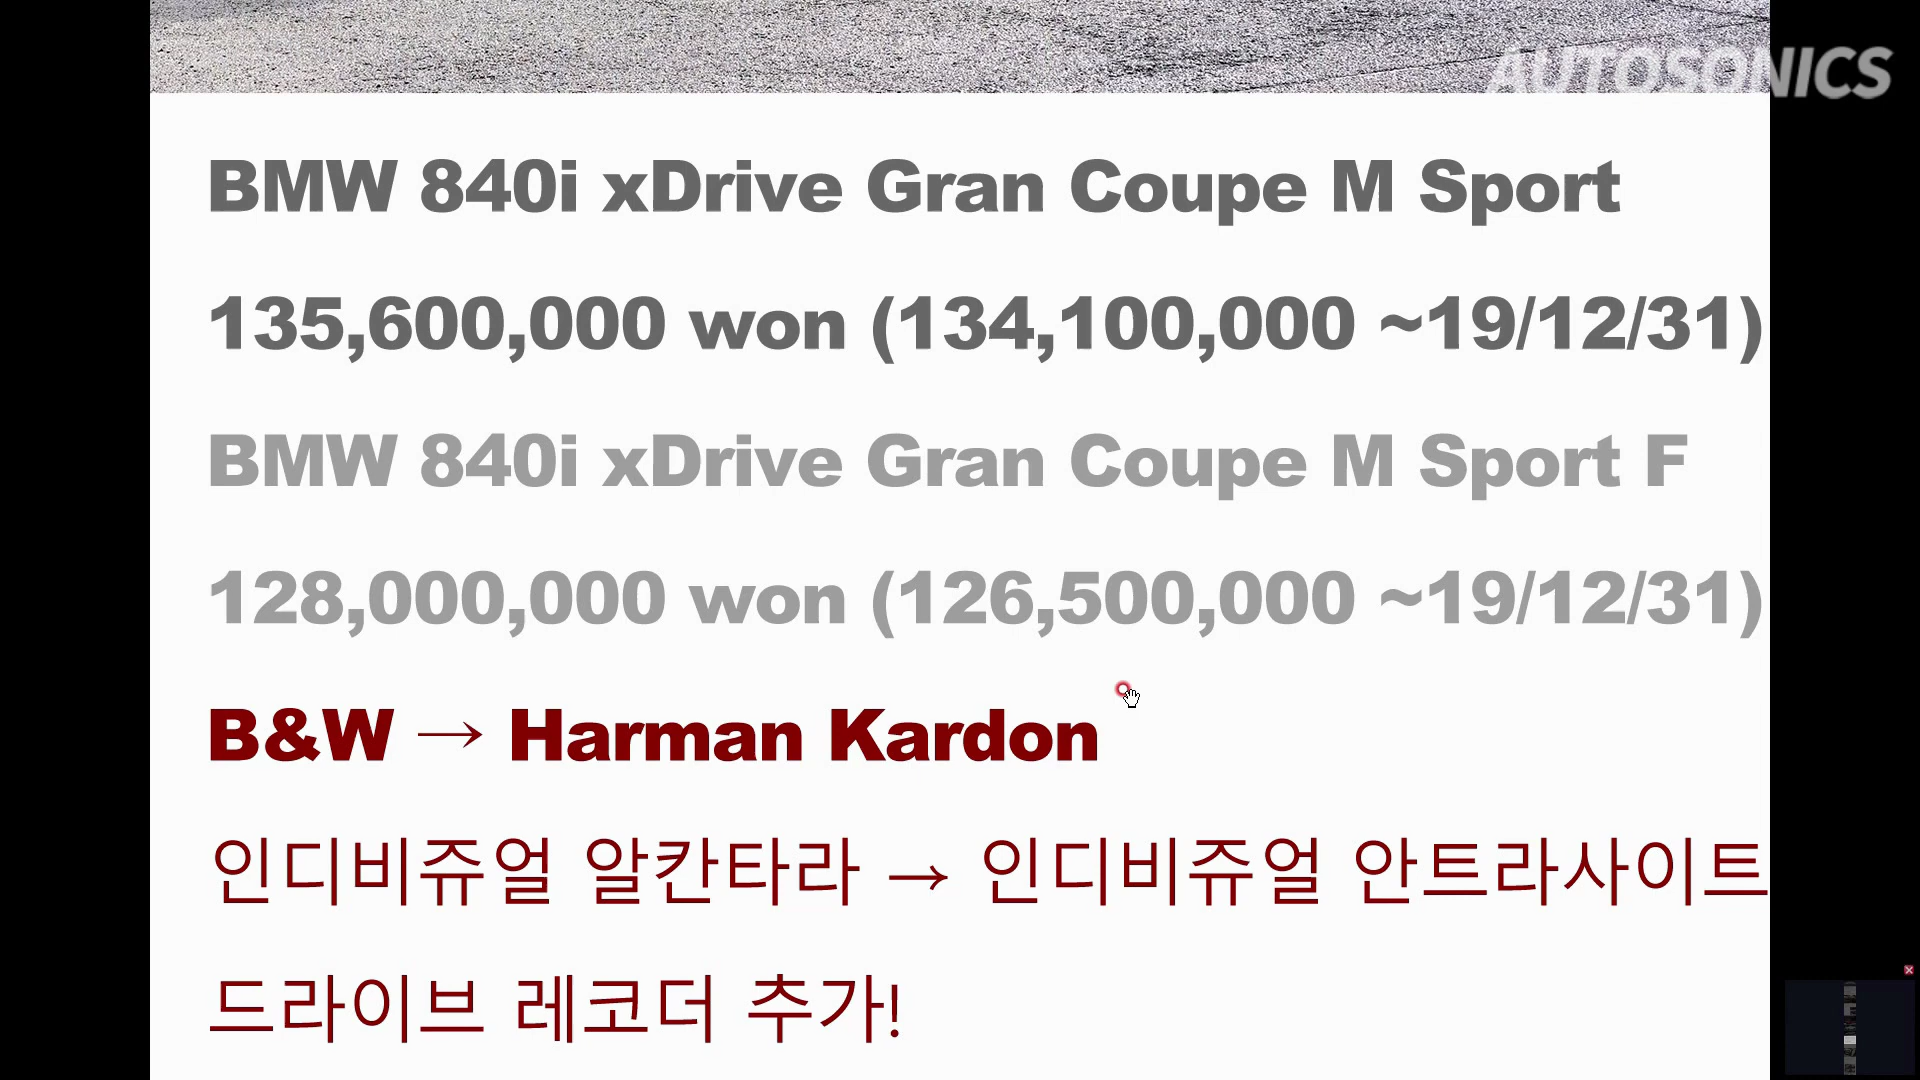 AUTOSONICS
BMW 840i xDrive Gran Coupe M Sport
135,600,000 won (134,100,000 ~19/12/31)
BMW 840i xDrive Gran Coupe M Sport F
128,000,000 won (126,500,000 ~19/12/31)
B&W → Harman Kardon
인디비쥬얼 알칸타라 → 인디비쥬얼 안트라사이트
드라이브 레코더 추가!